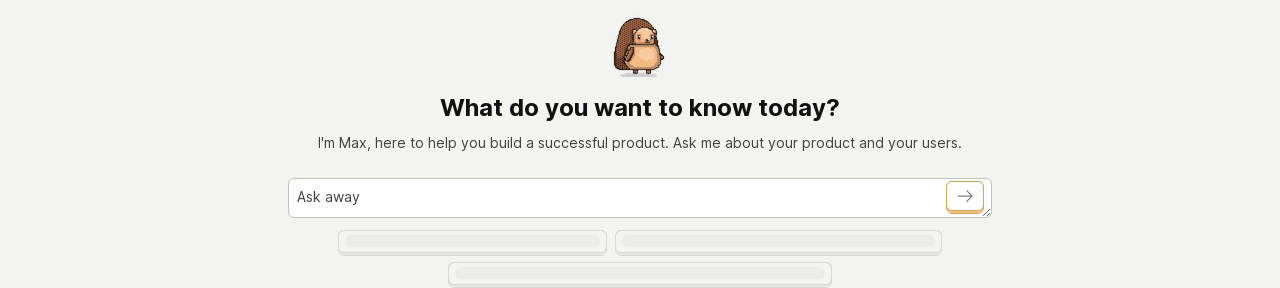 What do you want to know today?
I'm Max, here to help you build a successful product. Ask me about your product and your users.
Ask away